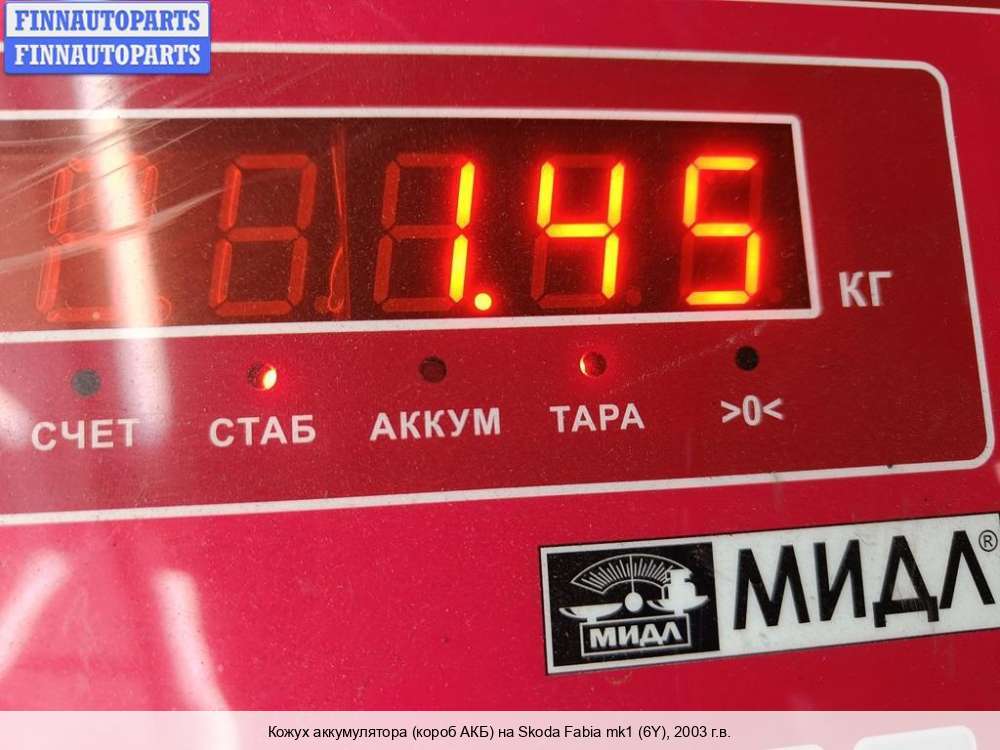 FINNAUTOPARTS
FINNAUTOPARTS
1.45
КГ
СЧЕТ СТАБ АККУМ ТАРА >0<
МИДЛ МИДЛ®
Кожух аккумулятора (короб АКБ) на Skoda Fabia mk1 (6Y), 2003 г.в.